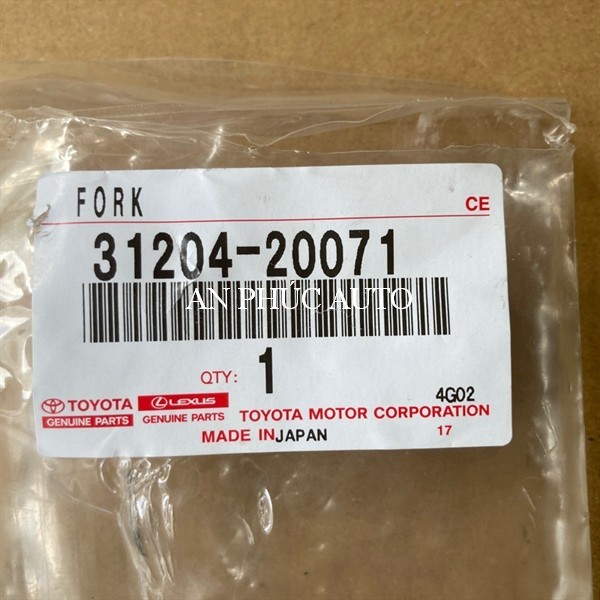 FORK
CE
31204-20071
AN PHÚC AUTO
QTY: 1
4G02
TOYOTA
GENUINE PARTS
LEXUS
GENUINE PARTS
TOYOTA MOTOR CORPORATION
MADE IN JAPAN
17